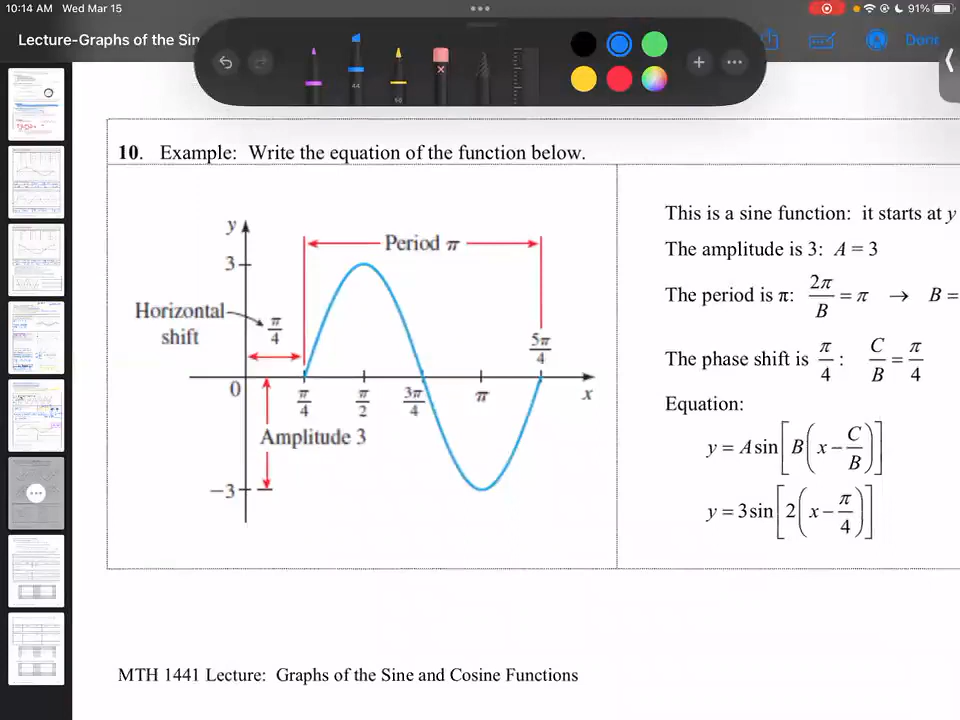 10:14 AM Wed Mar 15
91%
Lecture-Graphs of the Sin
Done
44
50
10. Example: Write the equation of the function below.
y
Period π
3
Horizontal
shift
π/4
5π/4
0
π/4 π/2 3π/4 π x
Amplitude 3
−3
This is a sine function: it starts at y
The amplitude is 3: A = 3
The period is π: 2π/B = π → B =
The phase shift is π/4 : C/B = π/4
Equation:
y = A sin[B(x − C/B)]
y = 3 sin[2(x − π/4)]
MTH 1441 Lecture: Graphs of the Sine and Cosine Functions